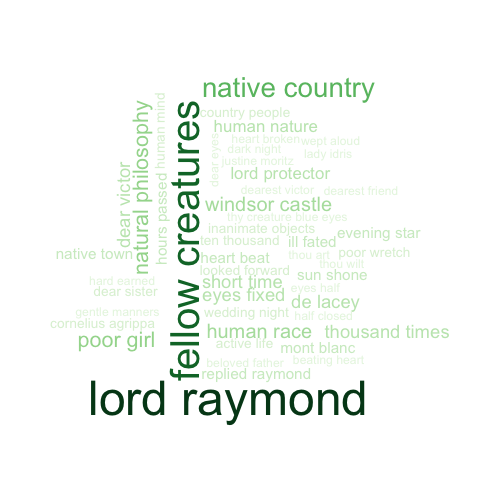 native country
country people
human nature
heart broken
wept aloud
dark night
lady idris
justine moritz
lord protector
dearest victor
dearest friend
windsor castle
thy creature
blue eyes
inanimate objects
evening star
ten thousand
ill fated
thou art
poor wretch
heart beat
thou wilt
looked forward
sun shone
short time
eyes half
eyes fixed
de lacey
wedding night
half closed
human race
thousand times
active life
mont blanc
beloved father
beating heart
replied raymond
lord raymond
fellow creatures
dear eyes
human mind
hours passed
natural philosophy
dear victor
native town
hard earned
dear sister
gentle manners
cornelius agrippa
poor girl